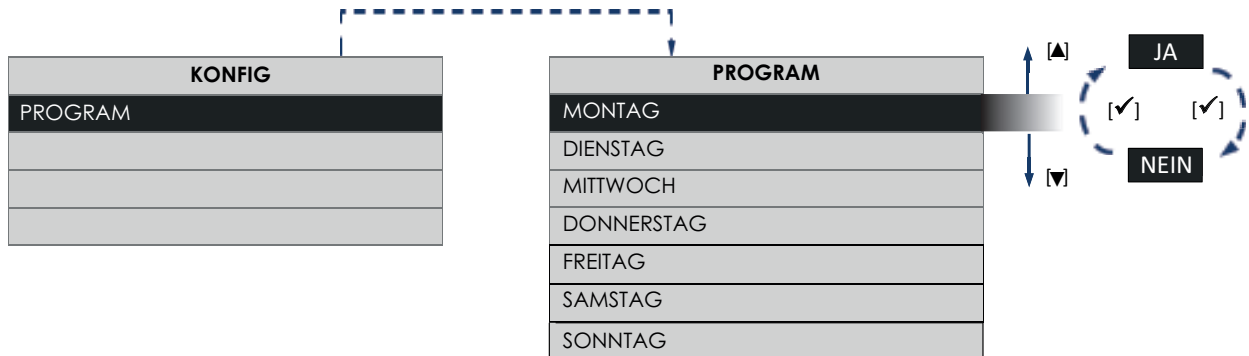 KONFIG
PROGRAM
PROGRAM
MONTAG
DIENSTAG
MITTWOCH
DONNERSTAG
FREITAG
SAMSTAG
SONNTAG
[▲]
JA
[✓] [✓]
NEIN
[▼]